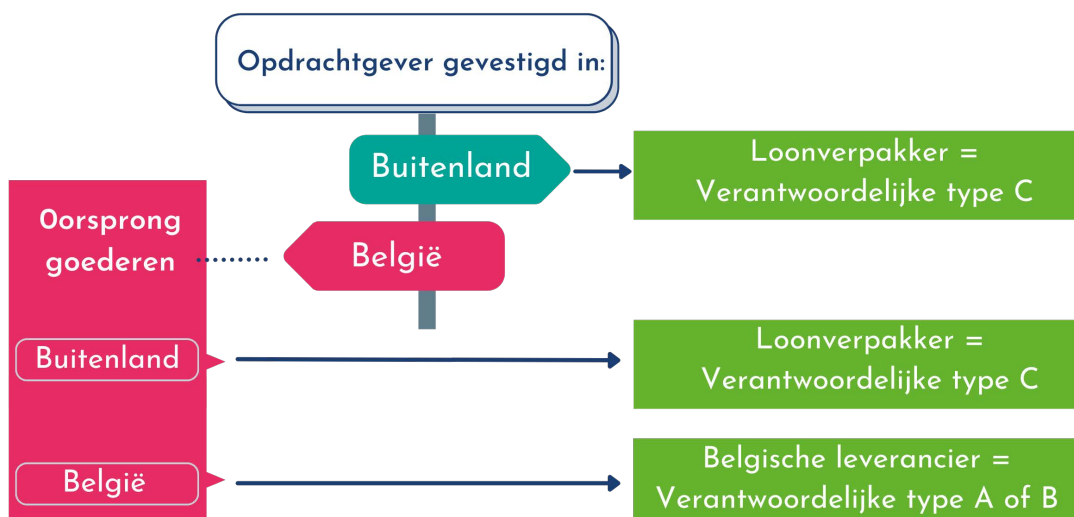 Opdrachtgever gevestigd in:
Buitenland
Loonverpakker =
Verantwoordelijke type C
België
Oorsprong
goederen
Buitenland
Loonverpakker =
Verantwoordelijke type C
België
Belgische leverancier =
Verantwoordelijke type A of B